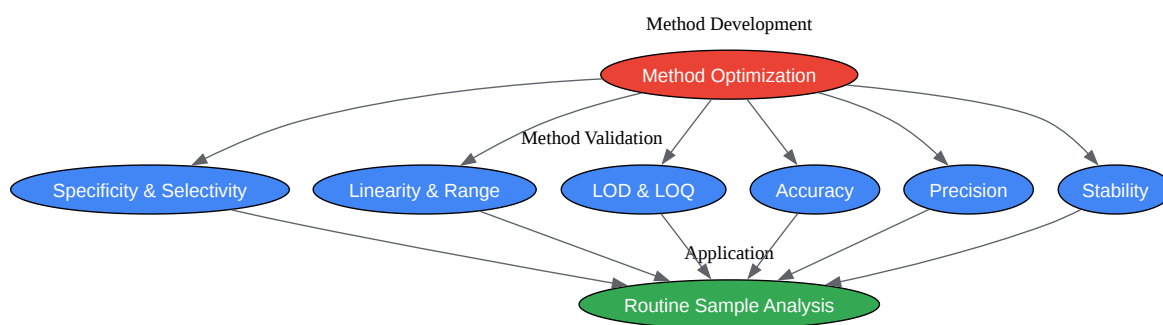 Method Development
Method Optimization
Method Validation
Specificity & Selectivity
Linearity & Range
LOD & LOQ
Accuracy
Precision
Stability
Application
Routine Sample Analysis